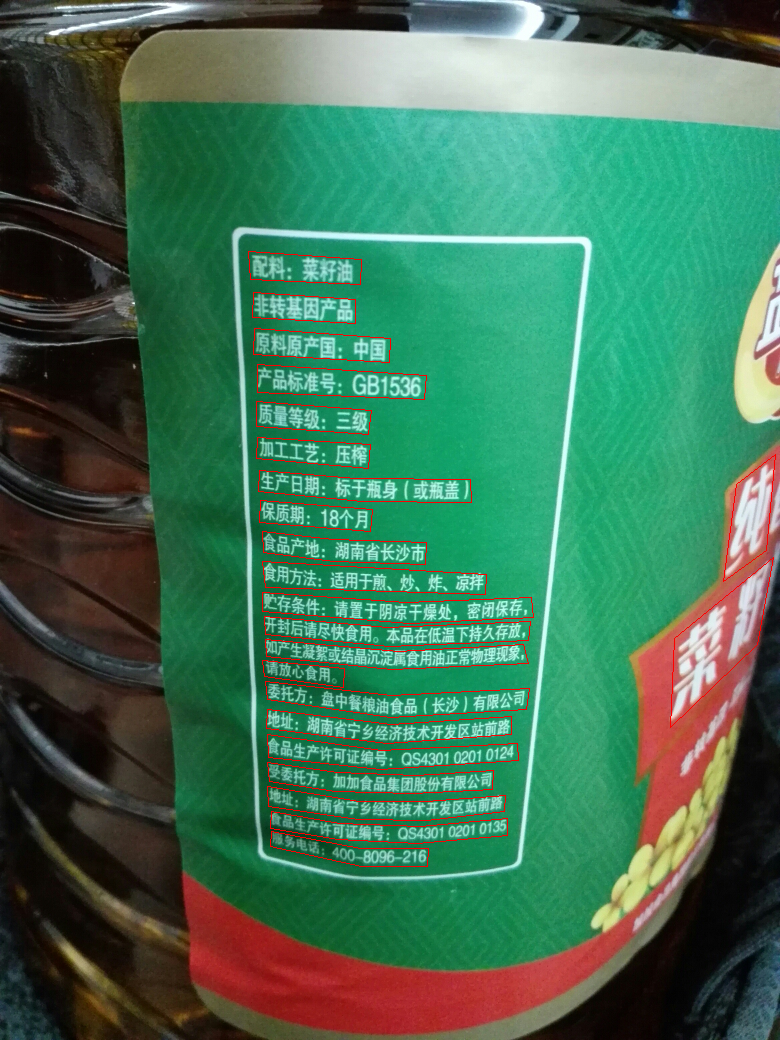 配料：菜籽油
非转基因产品
原料原产国：中国
产品标准号：GB1536
质量等级：三级
加工工艺：压榨
生产日期：标于瓶身（或瓶盖）
保质期：18个月
食品产地：湖南省长沙市
食用方法：适用于煎、炒、炸、凉拌
贮存条件：请置于阴凉干燥处，密闭保存，
开封后请尽快食用。本品在低温下持久存放，
如产生凝絮或结晶沉淀属食用油正常物理现象，
请放心食用。
委托方：盘中餐粮油食品（长沙）有限公司
地址：湖南省宁乡经济技术开发区站前路
食品生产许可证编号：QS4301 0201 0124
受委托方：加加食品集团股份有限公司
地址：湖南省宁乡经济技术开发区站前路
食品生产许可证编号：QS4301 0201 0135
服务电话：400-8096-216
纯
菜籽